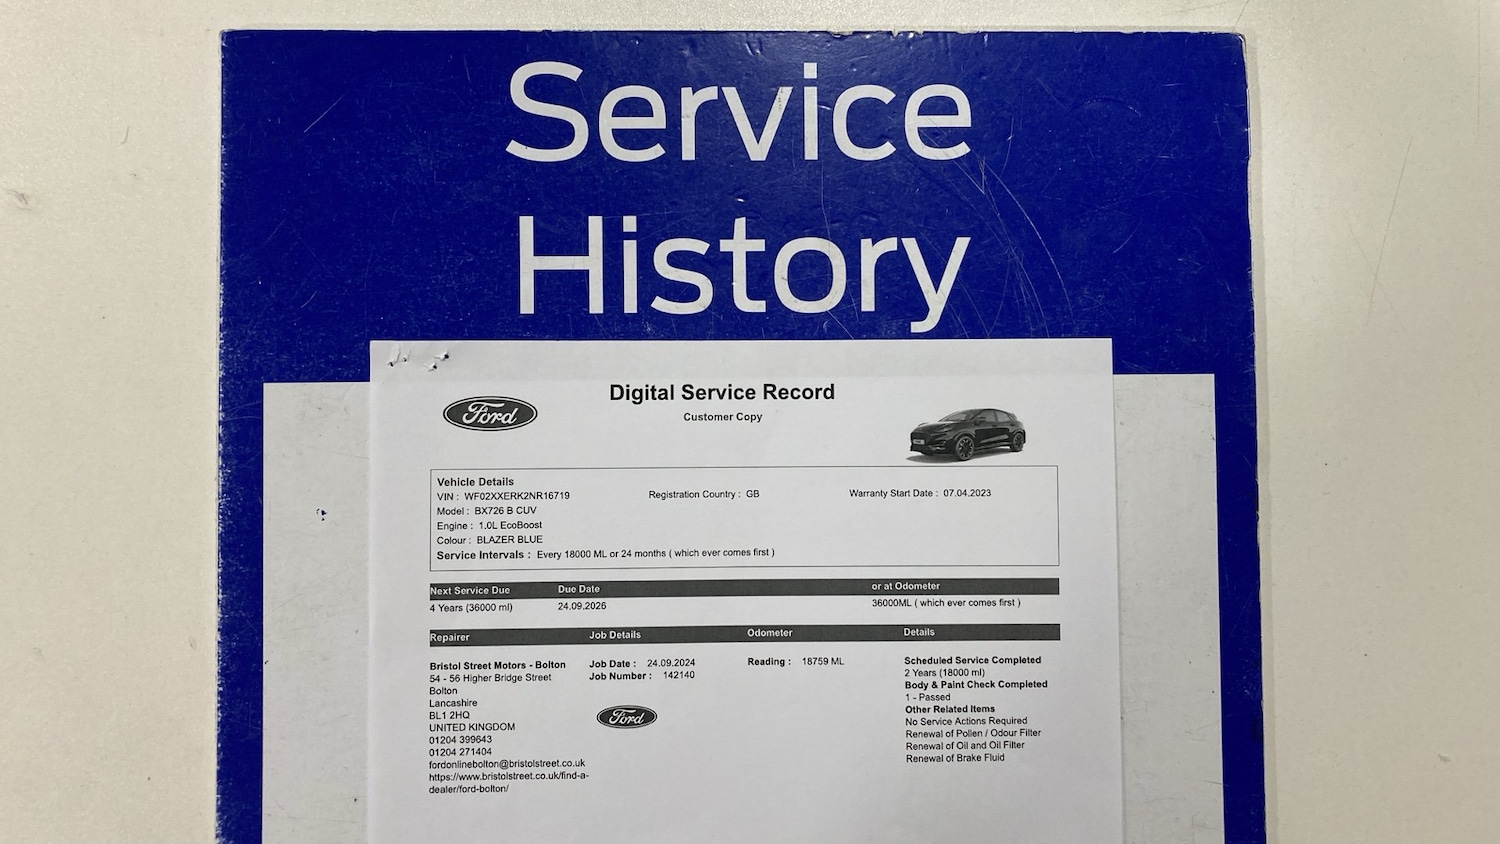 Service
History
Ford
Digital Service Record
Customer Copy
Vehicle Details
VIN : WF02XXERK2NR16719 Registration Country : GB Warranty Start Date : 07.04.2023
Model : BX726 B CUV
Engine : 1.0L EcoBoost
Colour : BLAZER BLUE
Service Intervals : Every 18000 ML or 24 months ( which ever comes first )
Next Service Due Due Date or at Odometer
4 Years (36000 ml) 24.09.2026 36000ML ( which ever comes first )
Repairer Job Details Odometer Details
Bristol Street Motors - Bolton Job Date : 24.09.2024 Reading : 18759 ML Scheduled Service Completed
54 - 56 Higher Bridge Street Job Number : 142140 2 Years (18000 ml)
Bolton Body & Paint Check Completed
Lancashire 1 - Passed
BL1 2HQ Ford Other Related Items
UNITED KINGDOM No Service Actions Required
01204 399643 Renewal of Pollen / Odour Filter
01204 271404 Renewal of Oil and Oil Filter
fordonlinebolton@bristolstreet.co.uk Renewal of Brake Fluid
https://www.bristolstreet.co.uk/find-a-
dealer/ford-bolton/